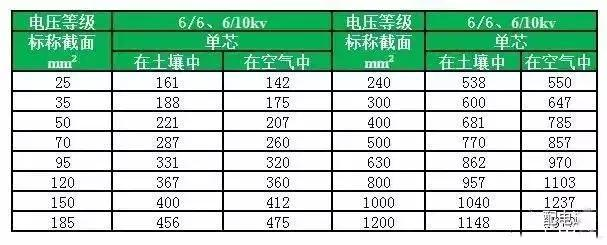 电压等级 6/6、6/10kv 电压等级 6/6、6/10kv
标称截面 mm² 单芯 标称截面 mm² 单芯
在土壤中 在空气中 在土壤中 在空气中
25 161 142 240 538 550
35 188 175 300 600 647
50 221 207 400 681 785
70 287 260 500 770 857
95 331 320 630 862 970
120 367 360 800 957 1103
150 400 412 1000 1040 1237
185 456 475 1200 1148